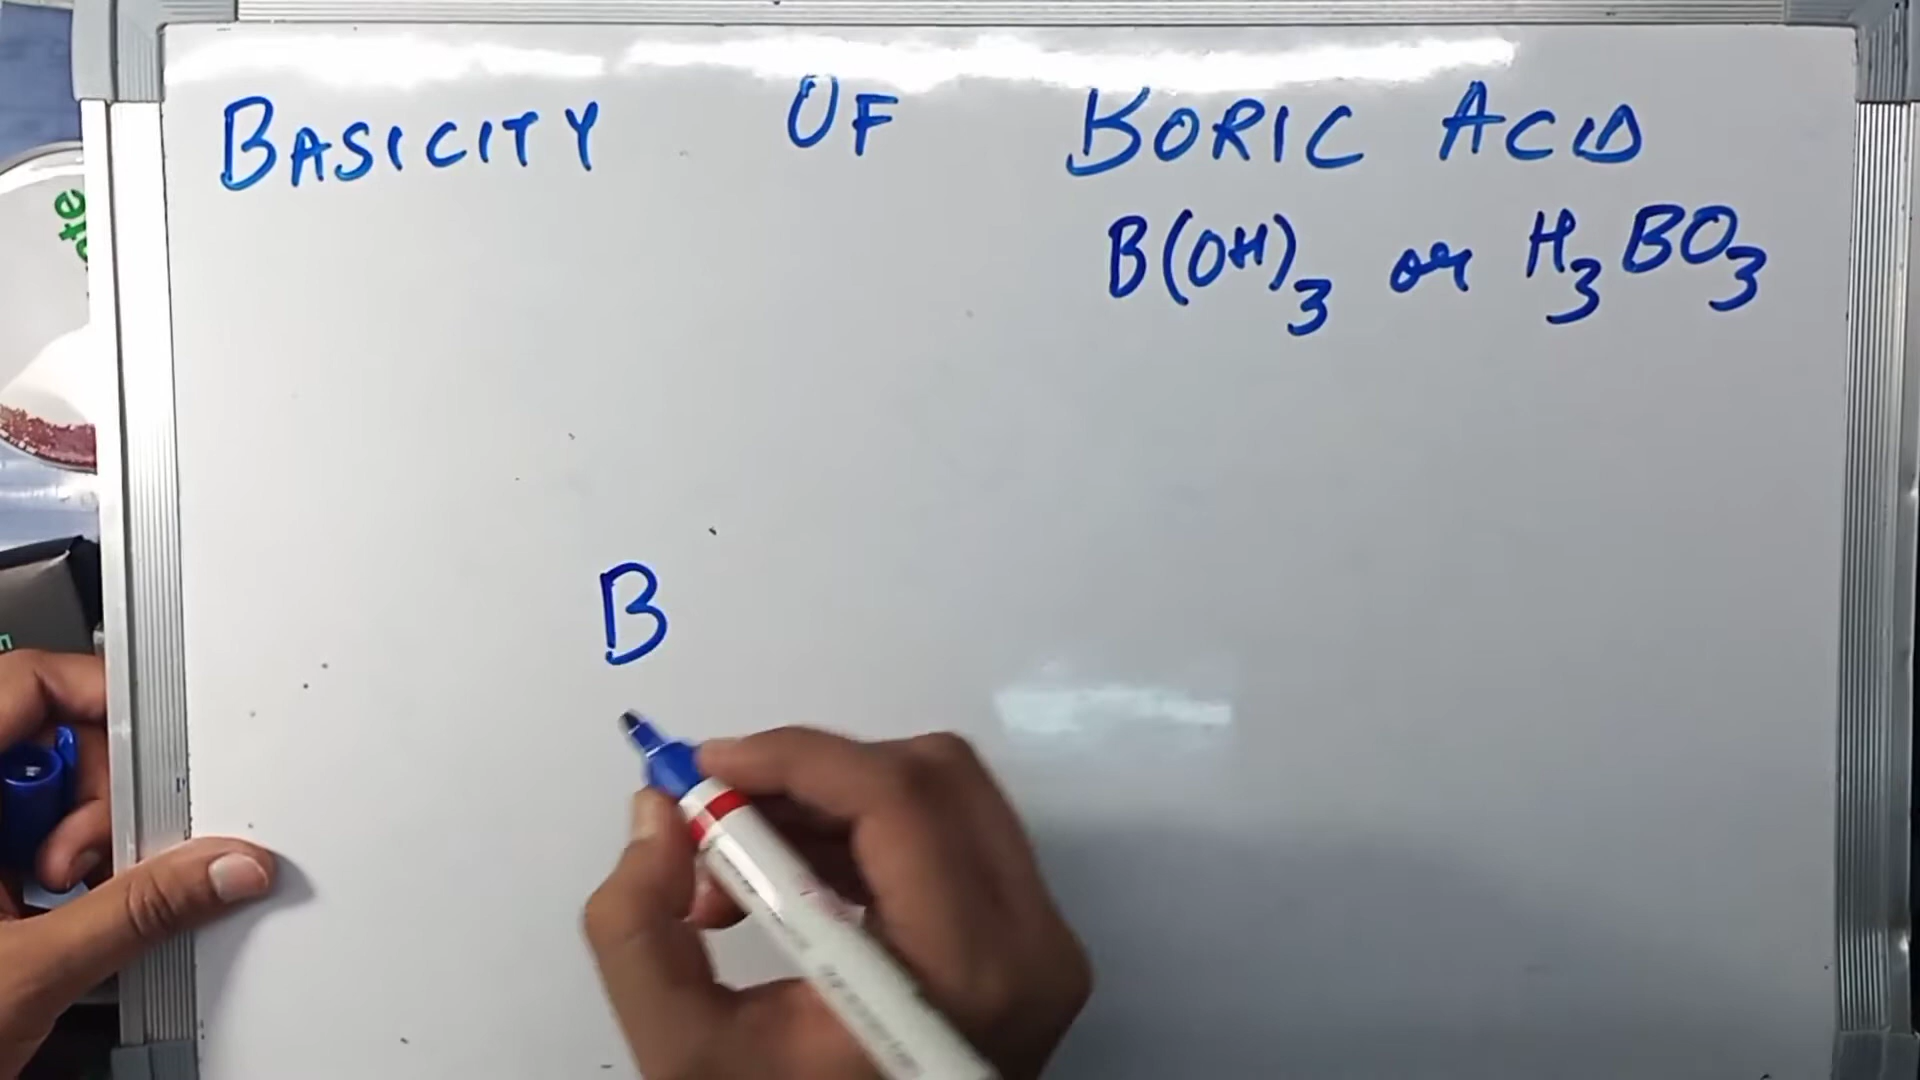 BASICITY OF BORIC ACID
B(OH)₃ or H₃BO₃
B